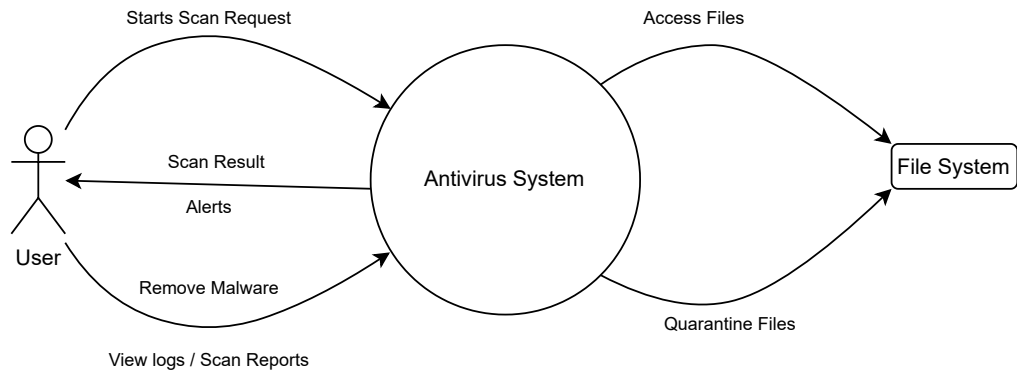 Starts Scan Request
Access Files
Scan Result
Antivirus System
File System
Alerts
User
Remove Malware
Quarantine Files
View logs / Scan Reports